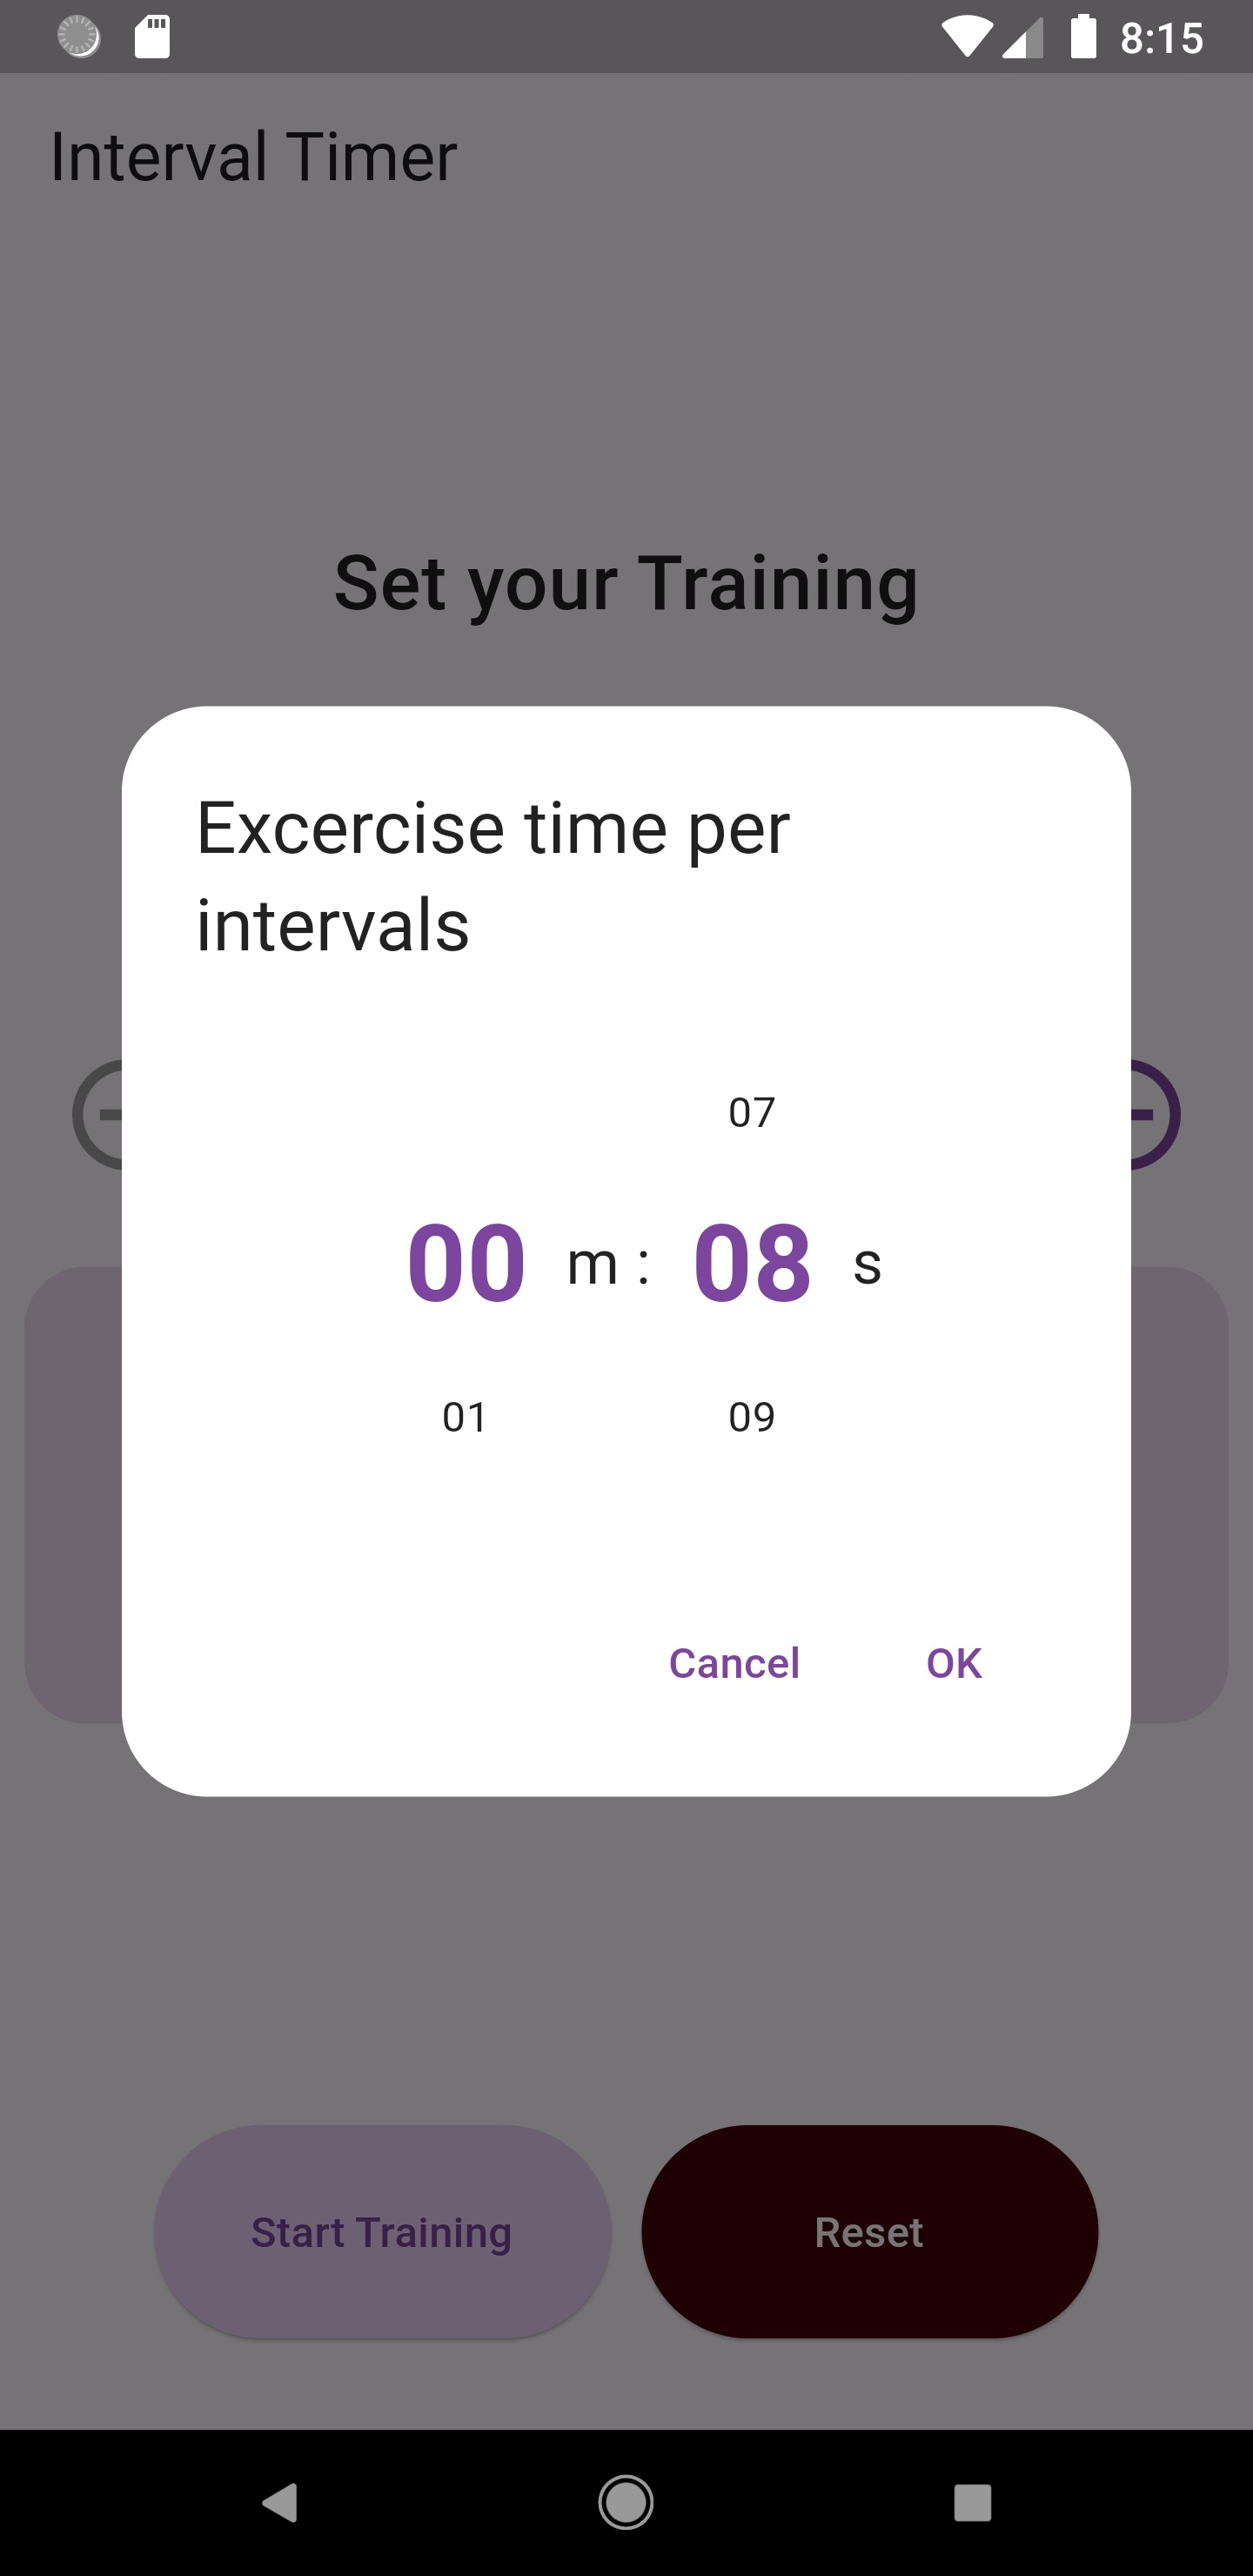 8:15
Interval Timer
Set your Training
Excercise time per
intervals
07
00 m : 08 s
01 09
Cancel OK
Start Training Reset